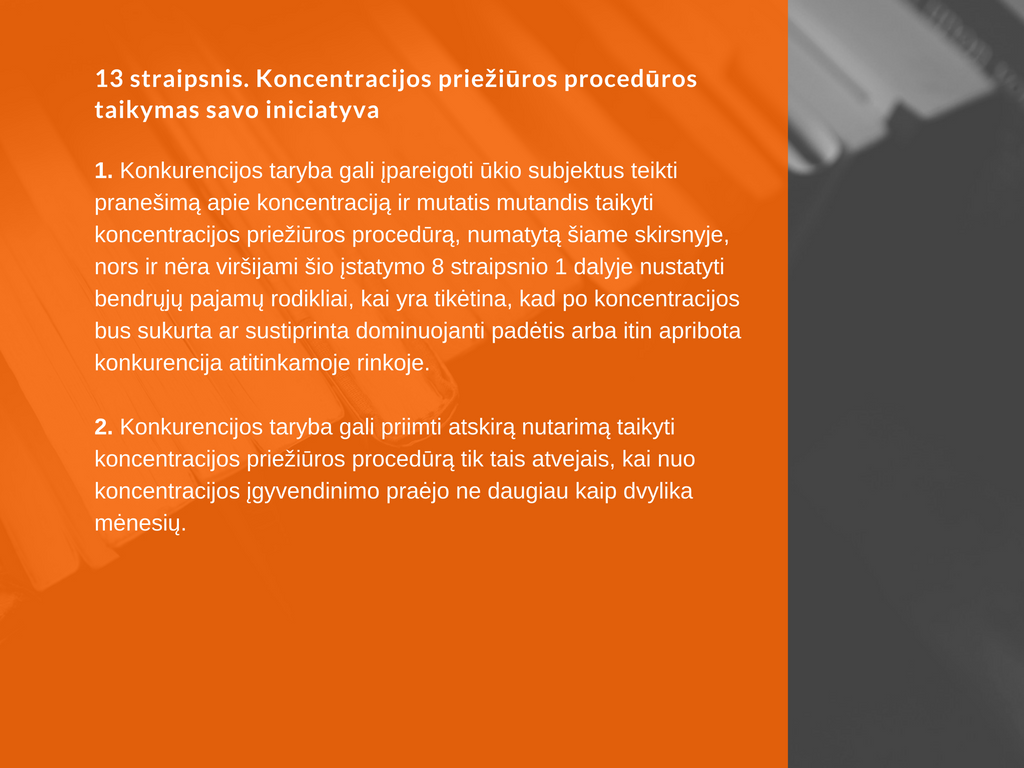 13 straipsnis. Koncentracijos priežiūros procedūros
taikymas savo iniciatyva
1. Konkurencijos taryba gali įpareigoti ūkio subjektus teikti
pranešimą apie koncentraciją ir mutatis mutandis taikyti
koncentracijos priežiūros procedūrą, numatytą šiame skirsnyje,
nors ir nėra viršijami šio įstatymo 8 straipsnio 1 dalyje nustatyti
bendrųjų pajamų rodikliai, kai yra tikėtina, kad po koncentracijos
bus sukurta ar sustiprinta dominuojanti padėtis arba itin apribota
konkurencija atitinkamoje rinkoje.
2. Konkurencijos taryba gali priimti atskirą nutarimą taikyti
koncentracijos priežiūros procedūrą tik tais atvejais, kai nuo
koncentracijos įgyvendinimo praėjo ne daugiau kaip dvylika
mėnesių.